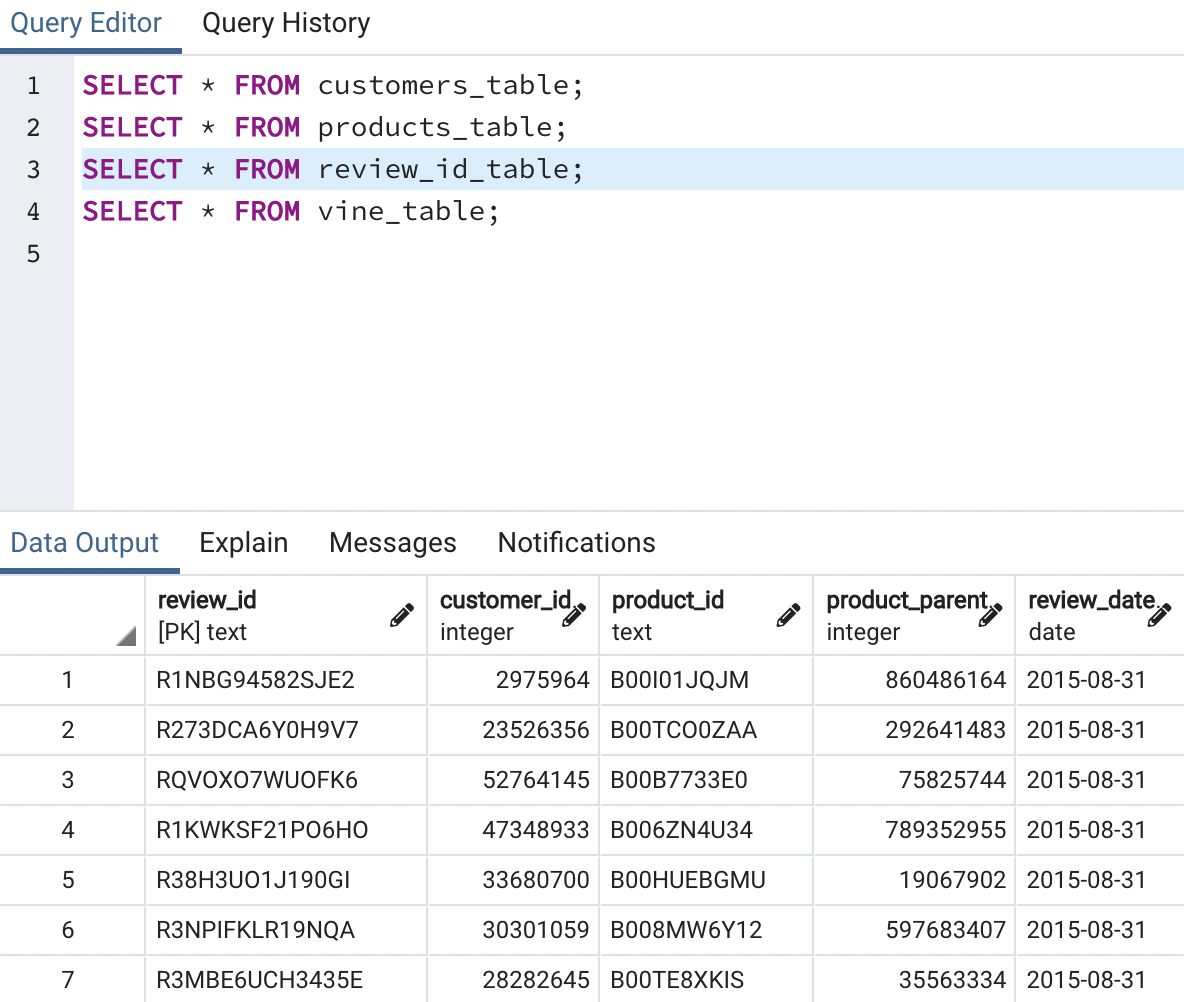 Query Editor Query History
1 SELECT * FROM customers_table;
2 SELECT * FROM products_table;
3 SELECT * FROM review_id_table;
4 SELECT * FROM vine_table;
5
Data Output Explain Messages Notifications
review_id customer_id product_id product_parent review_date
[PK] text integer text integer date
1 R1NBG94582SJE2 2975964 B00I01JQJM 860486164 2015-08-31
2 R273DCA6Y0H9V7 23526356 B00TCO0ZAA 292641483 2015-08-31
3 RQVOXO7WUOFK6 52764145 B00B7733E0 75825744 2015-08-31
4 R1KWKSF21PO6HO 47348933 B006ZN4U34 789352955 2015-08-31
5 R38H3UO1J190GI 33680700 B00HUEBGMU 19067902 2015-08-31
6 R3NPIFKLR19NQA 30301059 B008MW6Y12 597683407 2015-08-31
7 R3MBE6UCH3435E 28282645 B00TE8XKIS 35563334 2015-08-31